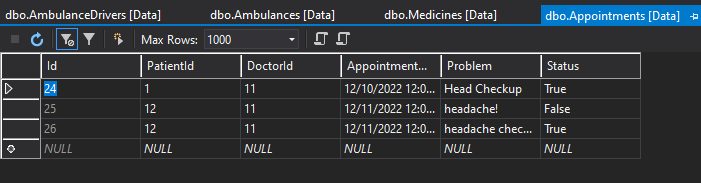 dbo.AmbulanceDrivers [Data] dbo.Ambulances [Data] dbo.Medicines [Data] dbo.Appointments [Data]
Max Rows: 1000
Id PatientId DoctorId Appointment... Problem Status
24 1 11 12/10/2022 12:0... Head Checkup True
25 12 11 12/11/2022 12:0... headache! False
26 12 11 12/11/2022 12:0... headache chec... True
NULL NULL NULL NULL NULL NULL